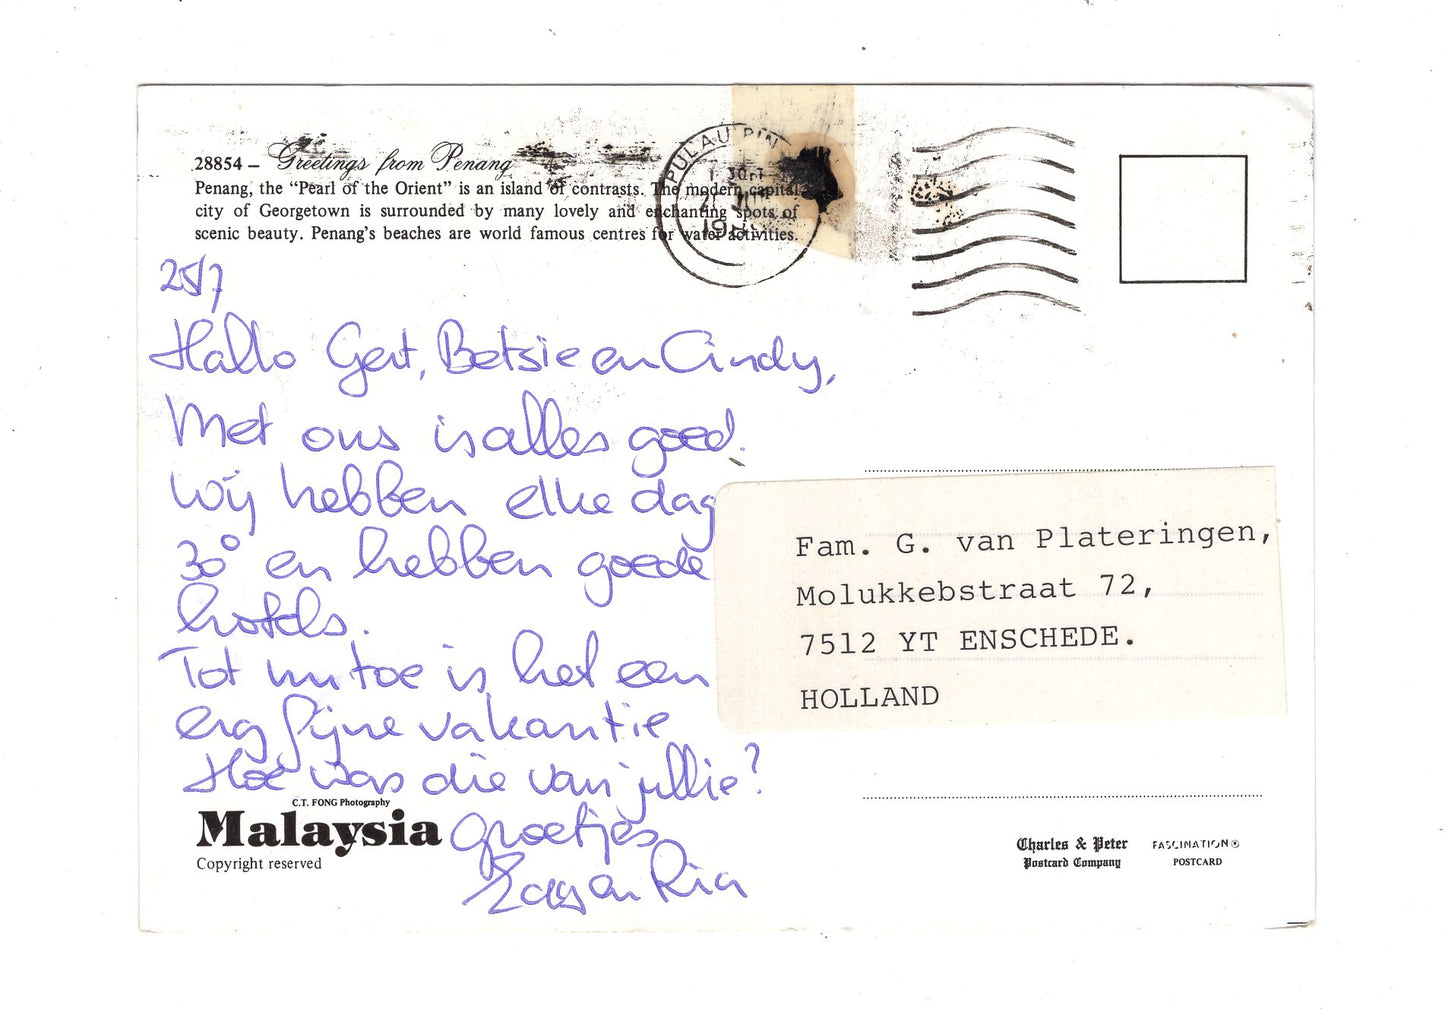 28854 – Greetings from Penang
Penang, the “Pearl of the Orient” is an island of contrasts. The modern capital
city of Georgetown is surrounded by many lovely and enchanting spots of
scenic beauty. Penang’s beaches are world famous centres for water activities.
PULAU PIN
25/7
Hallo Gert, Betsie en Cindy,
Met ons is alles goed.
Wij hebben elke dag
30° en hebben goede
hotels.
Tot nu toe is het een
erg fijne vakantie
Hoe was die van jullie?
Groetjes
en Ria
Fam. G. van Plateringen,
Molukkebstraat 72,
7512 YT ENSCHEDE.
HOLLAND
C.T. FONG Photography
Malaysia
Copyright reserved
Charles & Peter
Postcard Company
FASCINATION®
POSTCARD